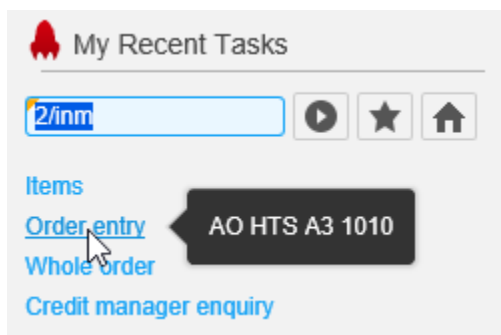 My Recent Tasks
2/inm
Items
Order entry
AO HTS A3 1010
Whole order
Credit manager enquiry